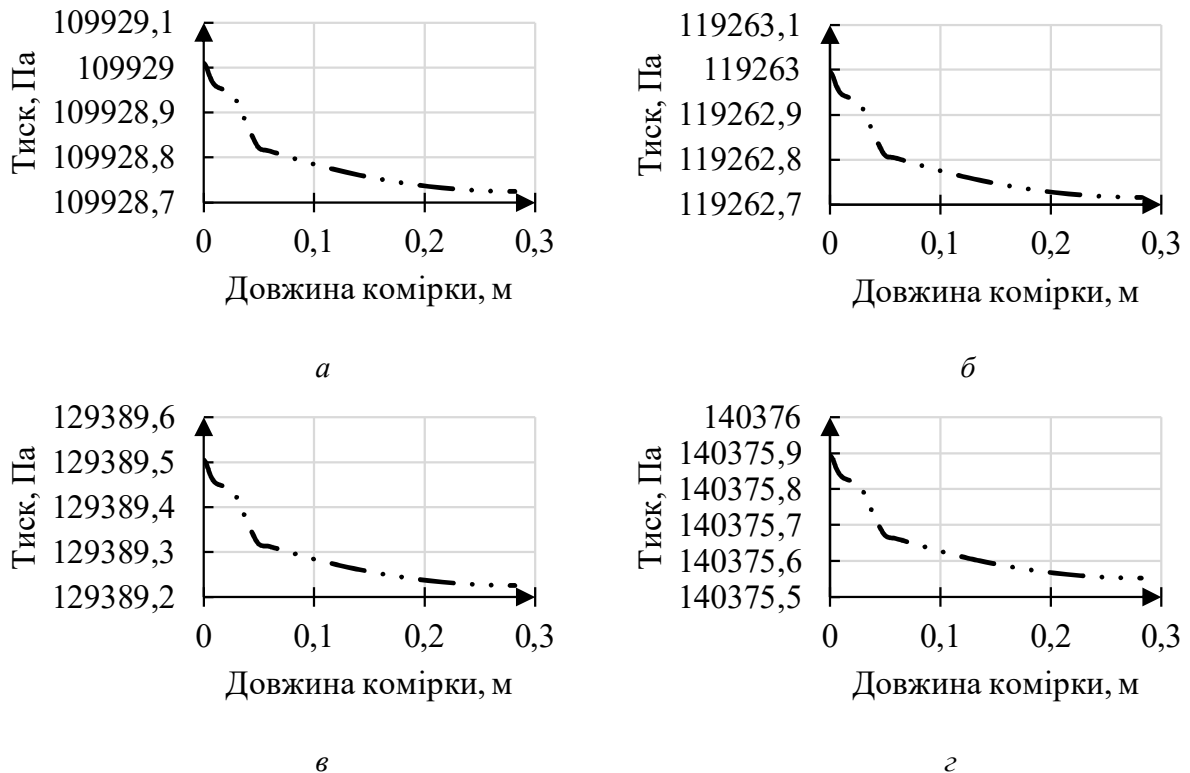 Тиск, Па
109929,1
109929
109928,9
109928,8
109928,7
0 0,1 0,2 0,3
Довжина комірки, м
а
Тиск, Па
119263,1
119263
119262,9
119262,8
119262,7
0 0,1 0,2 0,3
Довжина комірки, м
б
Тиск, Па
129389,6
129389,5
129389,4
129389,3
129389,2
0 0,1 0,2 0,3
Довжина комірки, м
в
Тиск, Па
140376
140375,9
140375,8
140375,7
140375,6
140375,5
0 0,1 0,2 0,3
Довжина комірки, м
г